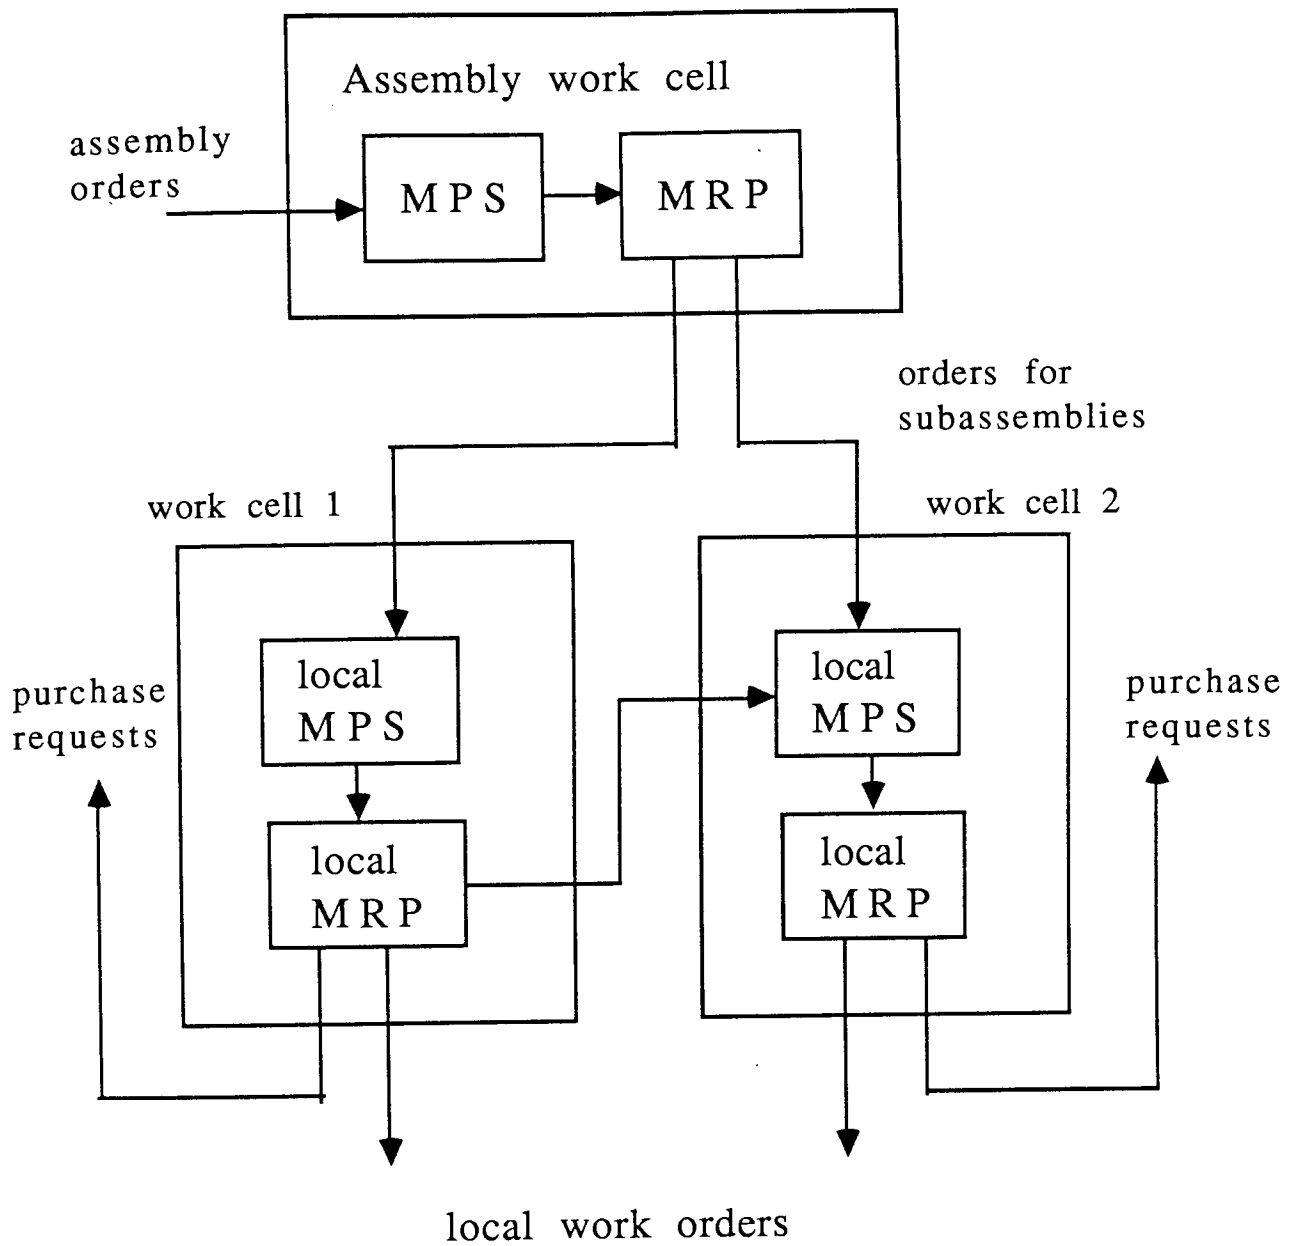 Assembly work cell
assembly
orders
MPS
MRP
orders for
subassemblies
work cell 1
work cell 2
local
MPS
local
MPS
purchase
requests
purchase
requests
local
MRP
local
MRP
local work orders